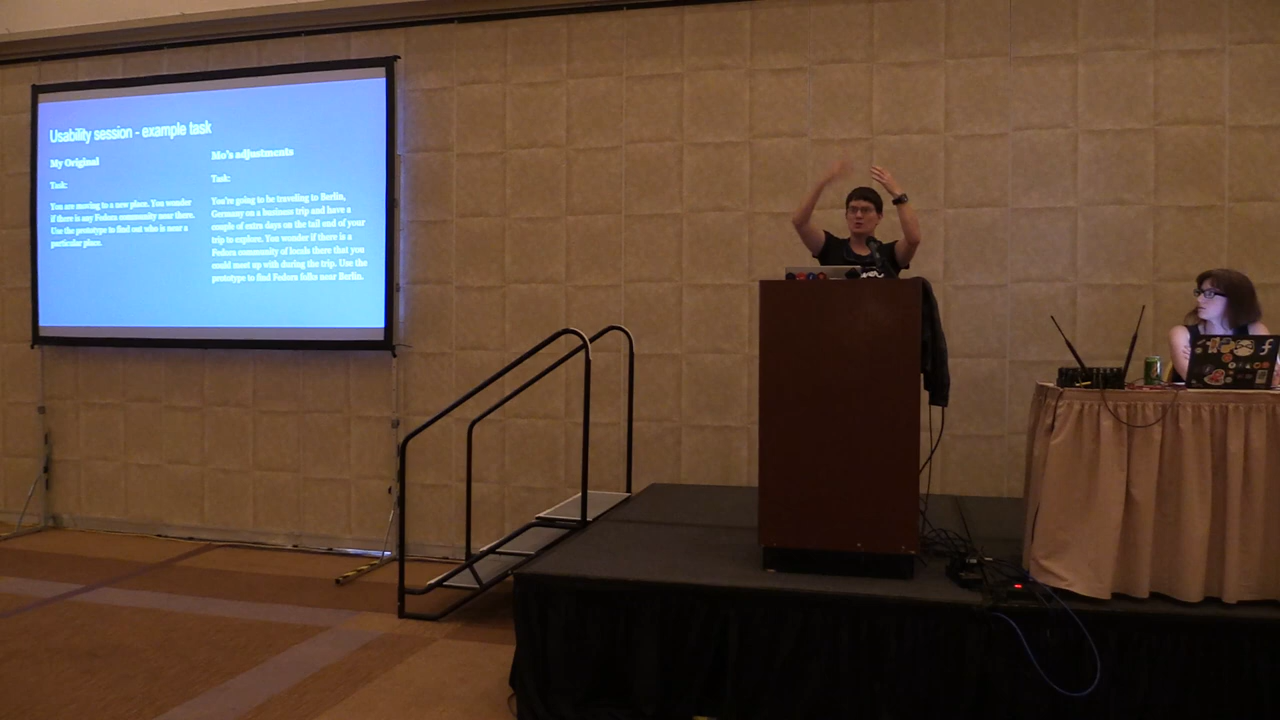 Usability session - example task
My Original
Task:
You are moving to a new place. You wonder
if there is any Fedora community near there.
Use the prototype to find out who is near a
particular place.
Mo's adjustments
Task:
You're going to be traveling to Berlin,
Germany on a business trip and have a
couple of extra days on the tail end of your
trip to explore. You wonder if there is a
Fedora community of locals there that you
could meet up with during the trip. Use the
prototype to find Fedora folks near Berlin.